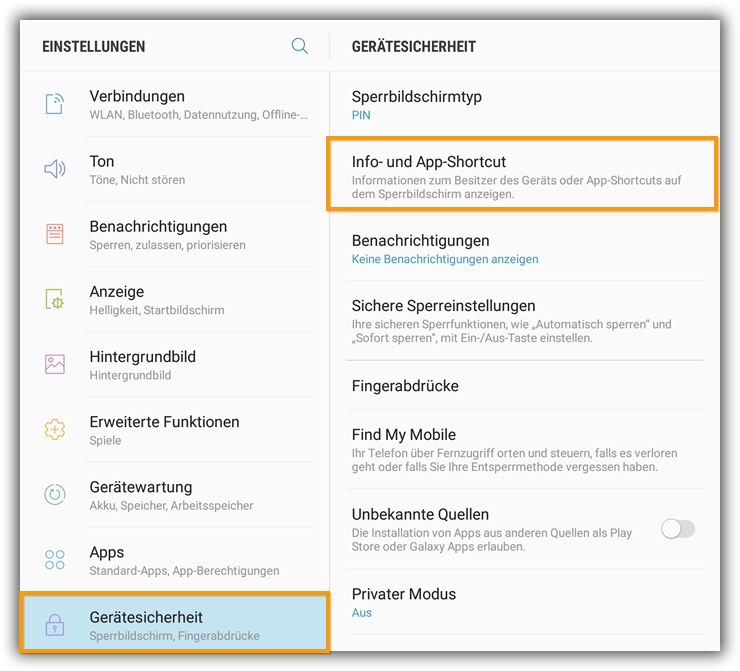 EINSTELLUNGEN
Verbindungen
WLAN, Bluetooth, Datennutzung, Offline-...
Ton
Töne, Nicht stören
Benachrichtigungen
Sperren, zulassen, priorisieren
Anzeige
Helligkeit, Startbildschirm
Hintergrundbild
Hintergrundbild
Erweiterte Funktionen
Spiele
Gerätewartung
Akku, Speicher, Arbeitsspeicher
Apps
Standard-Apps, App-Berechtigungen
Gerätesicherheit
Sperrbildschirm, Fingerabdrücke
GERÄTESICHERHEIT
Sperrbildschirmtyp
PIN
Info- und App-Shortcut
Informationen zum Besitzer des Geräts oder App-Shortcuts auf
dem Sperrbildschirm anzeigen.
Benachrichtigungen
Keine Benachrichtigungen anzeigen
Sichere Sperreinstellungen
Ihre sicheren Sperrfunktionen, wie „Automatisch sperren" und
„Sofort sperren", mit Ein-/Aus-Taste einstellen.
Fingerabdrücke
Find My Mobile
Ihr Telefon über Fernzugriff orten und steuern, falls es verloren
geht oder falls Sie Ihre Entsperrmethode vergessen haben.
Unbekannte Quellen
Die Installation von Apps aus anderen Quellen als Play
Store oder Galaxy Apps erlauben.
Privater Modus
Aus